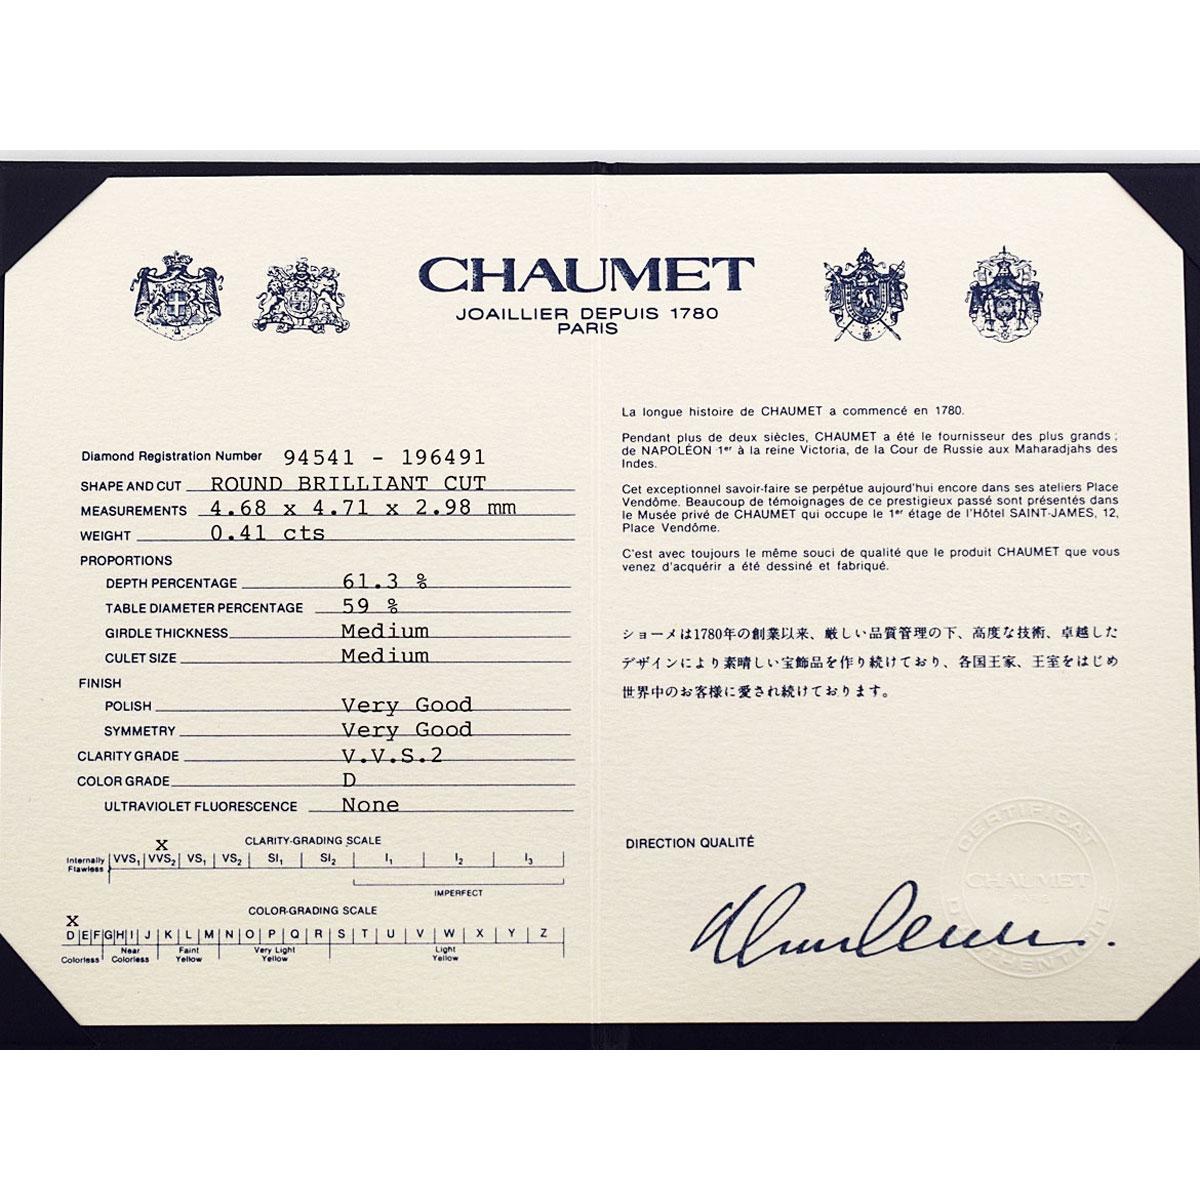 CHAUMET
JOAILLIER DEPUIS 1780
PARIS
Diamond Registration Number 94541 - 196491
SHAPE AND CUT ROUND BRILLIANT CUT
MEASUREMENTS 4.68 x 4.71 x 2.98 mm
WEIGHT 0.41 cts
PROPORTIONS
DEPTH PERCENTAGE 61.3 %
TABLE DIAMETER PERCENTAGE 59 %
GIRDLE THICKNESS Medium
CULET SIZE Medium
FINISH
POLISH Very Good
SYMMETRY Very Good
CLARITY GRADE V.V.S.2
COLOR GRADE D
ULTRAVIOLET FLUORESCENCE None
X
CLARITY-GRADING SCALE
Internally Flawless VVS1 VVS2 VS1 VS2 SI1 SI2 I1 I2 I3
IMPERFECT
COLOR-GRADING SCALE
X
D E F G H I J K L M N O P Q R S T U V W X Y Z
Colorless Near Colorless Faint Yellow Very Light Yellow Light Yellow
La longue histoire de CHAUMET a commencé en 1780.
Pendant plus de deux siècles, CHAUMET a été le fournisseur des plus grands ;
de NAPOLÉON 1er à la reine Victoria, de la Cour de Russie aux Maharadjahs des
Indes.
Cet exceptionnel savoir-faire se perpétue aujourd'hui encore dans ses ateliers Place
Vendôme. Beaucoup de témoignages de ce prestigieux passé sont présentés dans
le Musée privé de CHAUMET qui occupe le 1er étage de l'Hôtel SAINT-JAMES, 12,
Place Vendôme.
C'est avec toujours le même souci de qualité que le produit CHAUMET que vous
venez d'acquérir a été dessiné et fabriqué.
ショーメは1780年の創業以来、厳しい品質管理の下、高度な技術、卓越した
デザインにより素晴しい宝飾品を作り続けており、各国王家、王室をはじめ
世界中のお客様に愛され続けております。
DIRECTION QUALITÉ
CERTIFICAT
CHAUMET
PARIS
D'AUTHENTICITÉ